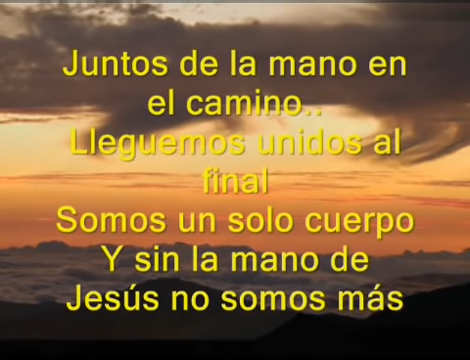 Juntos de la mano en
el camino..
Lleguemos unidos al
final
Somos un solo cuerpo
Y sin la mano de
Jesús no somos más